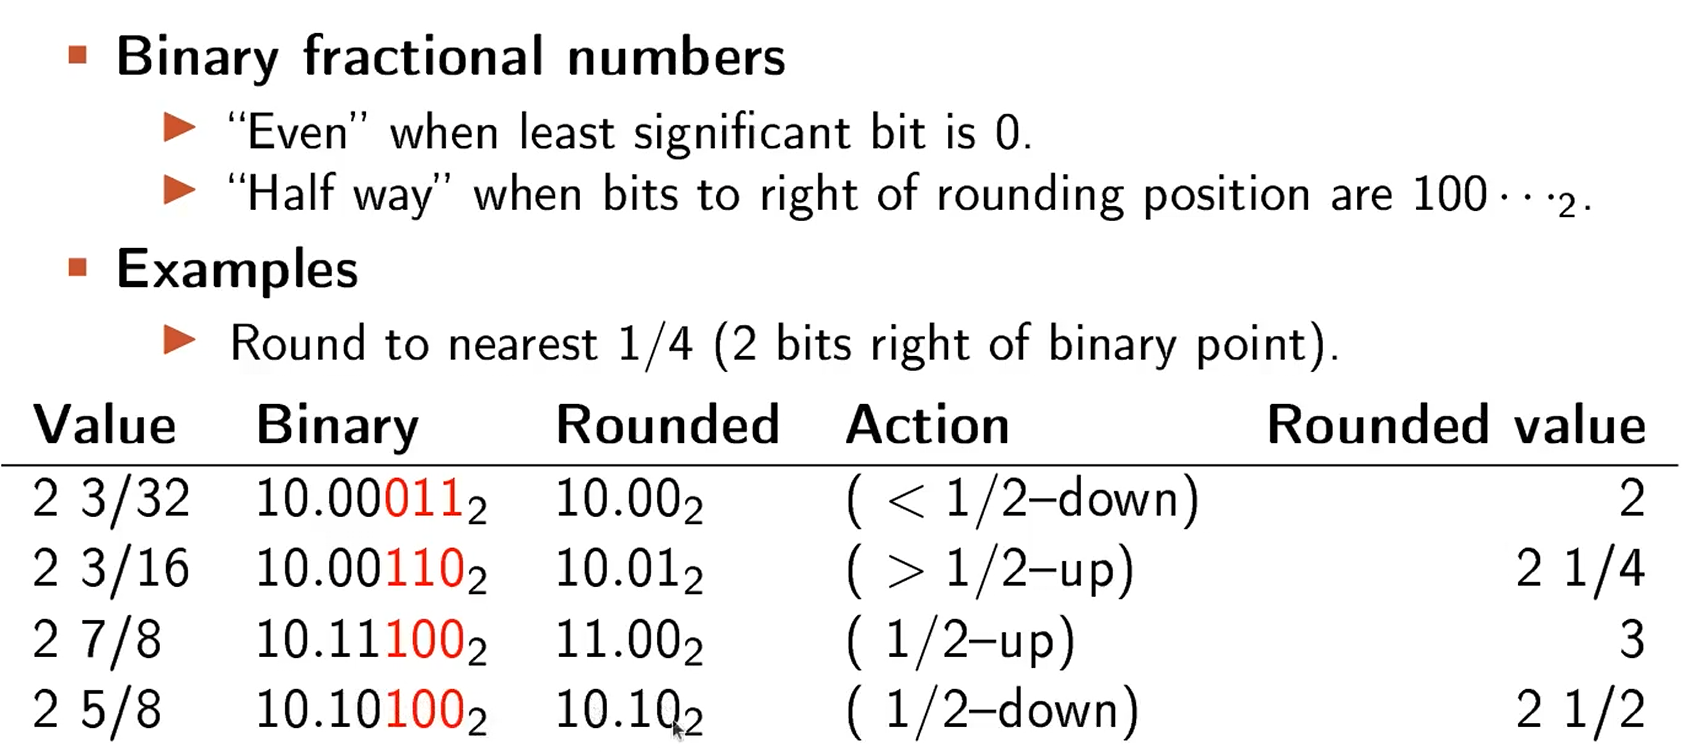 Binary fractional numbers
“Even” when least significant bit is 0.
“Half way” when bits to right of rounding position are 100···₂.
Examples
Round to nearest 1/4 (2 bits right of binary point).
Value Binary Rounded Action Rounded value
2 3/32 10.00011₂ 10.00₂ ( < 1/2–down) 2
2 3/16 10.00110₂ 10.01₂ ( > 1/2–up) 2 1/4
2 7/8 10.11100₂ 11.00₂ ( 1/2–up) 3
2 5/8 10.10100₂ 10.10₂ ( 1/2–down) 2 1/2